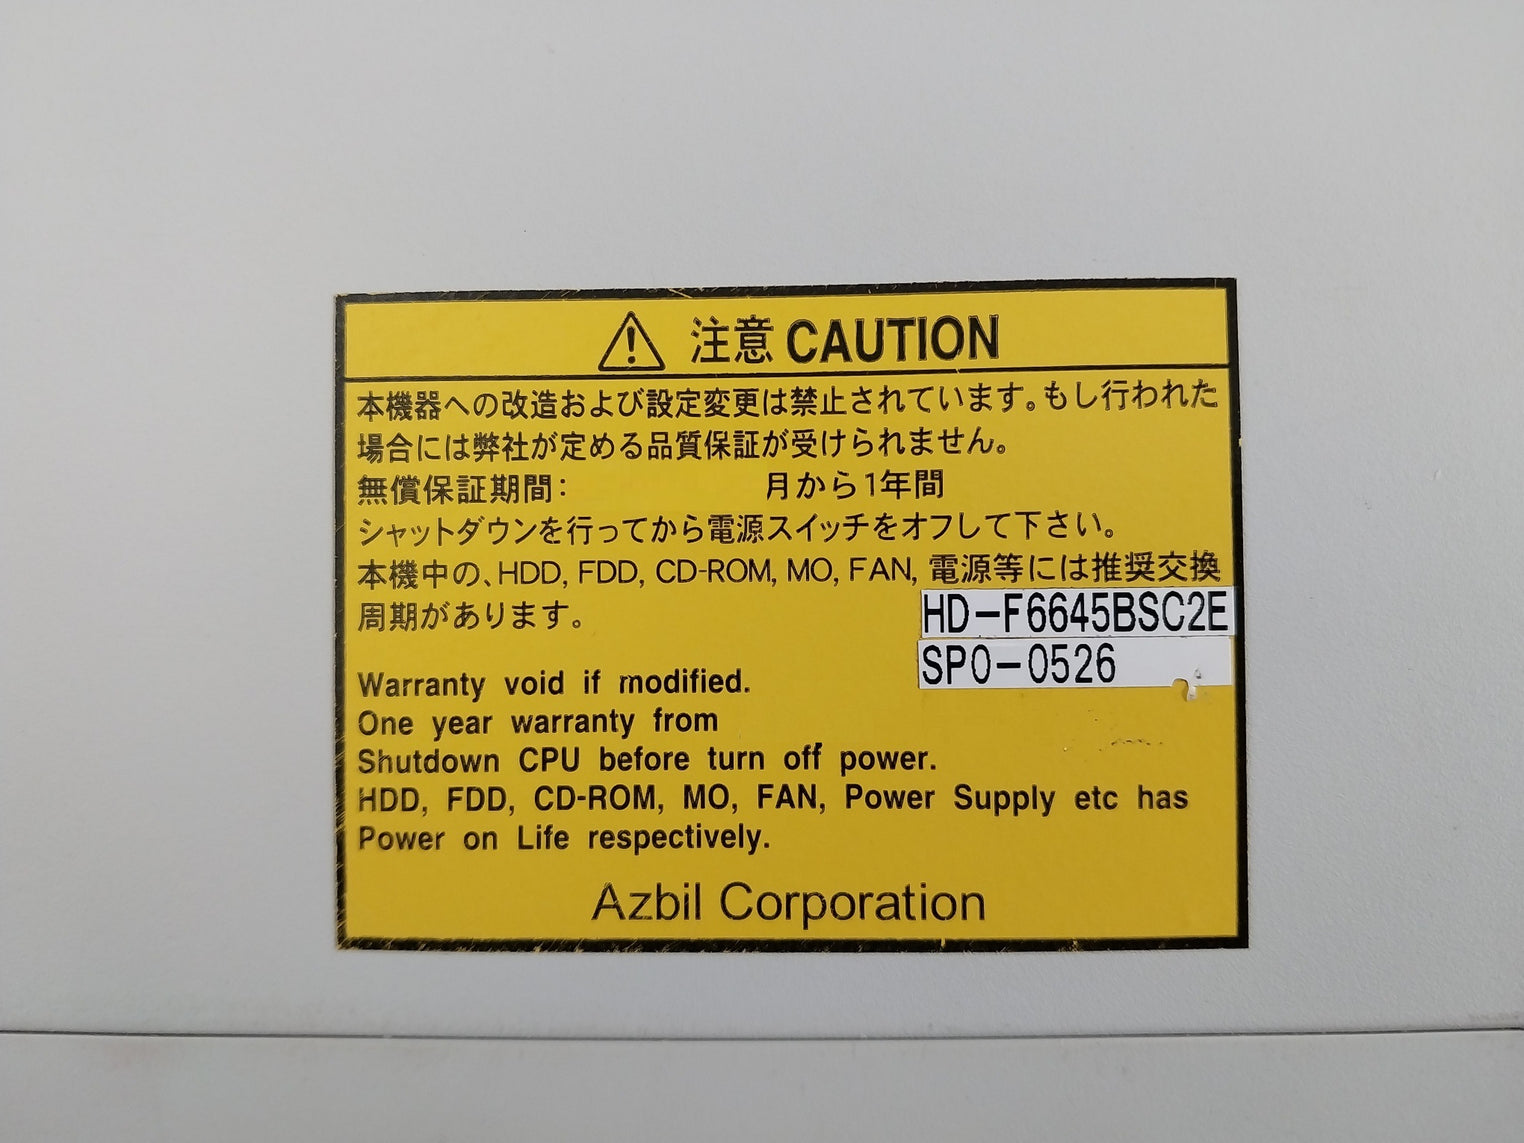 注意 CAUTION
本機器への改造および設定変更は禁止されています。もし行われた
場合には弊社が定める品質保証が受けられません。
無償保証期間: 月から1年間
シャットダウンを行ってから電源スイッチをオフして下さい。
本機中の、HDD, FDD, CD-ROM, MO, FAN, 電源等には推奨交換
周期があります。
HD-F6645BSC2E
SP0-0526
Warranty void if modified.
One year warranty from
Shutdown CPU before turn off power.
HDD, FDD, CD-ROM, MO, FAN, Power Supply etc has
Power on Life respectively.
Azbil Corporation